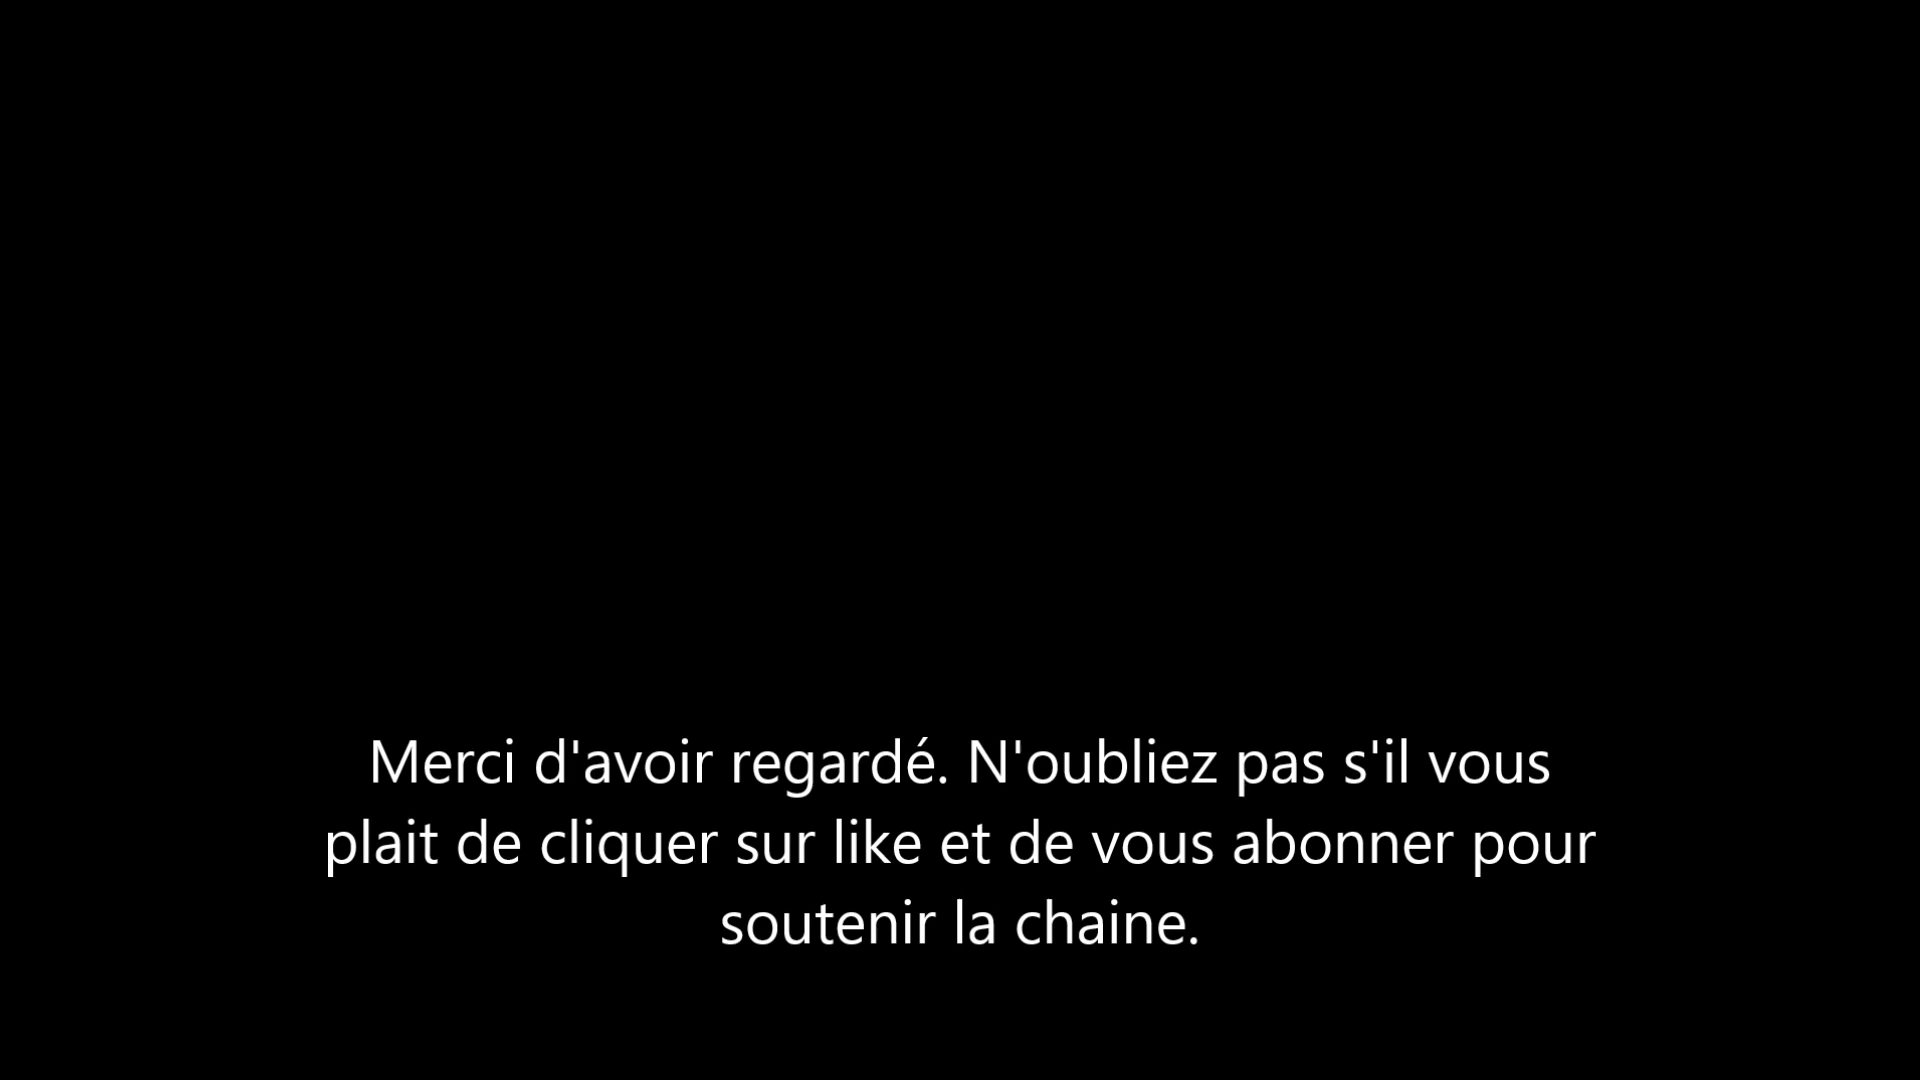 Merci d'avoir regardé. N'oubliez pas s'il vous
plait de cliquer sur like et de vous abonner pour
soutenir la chaine.